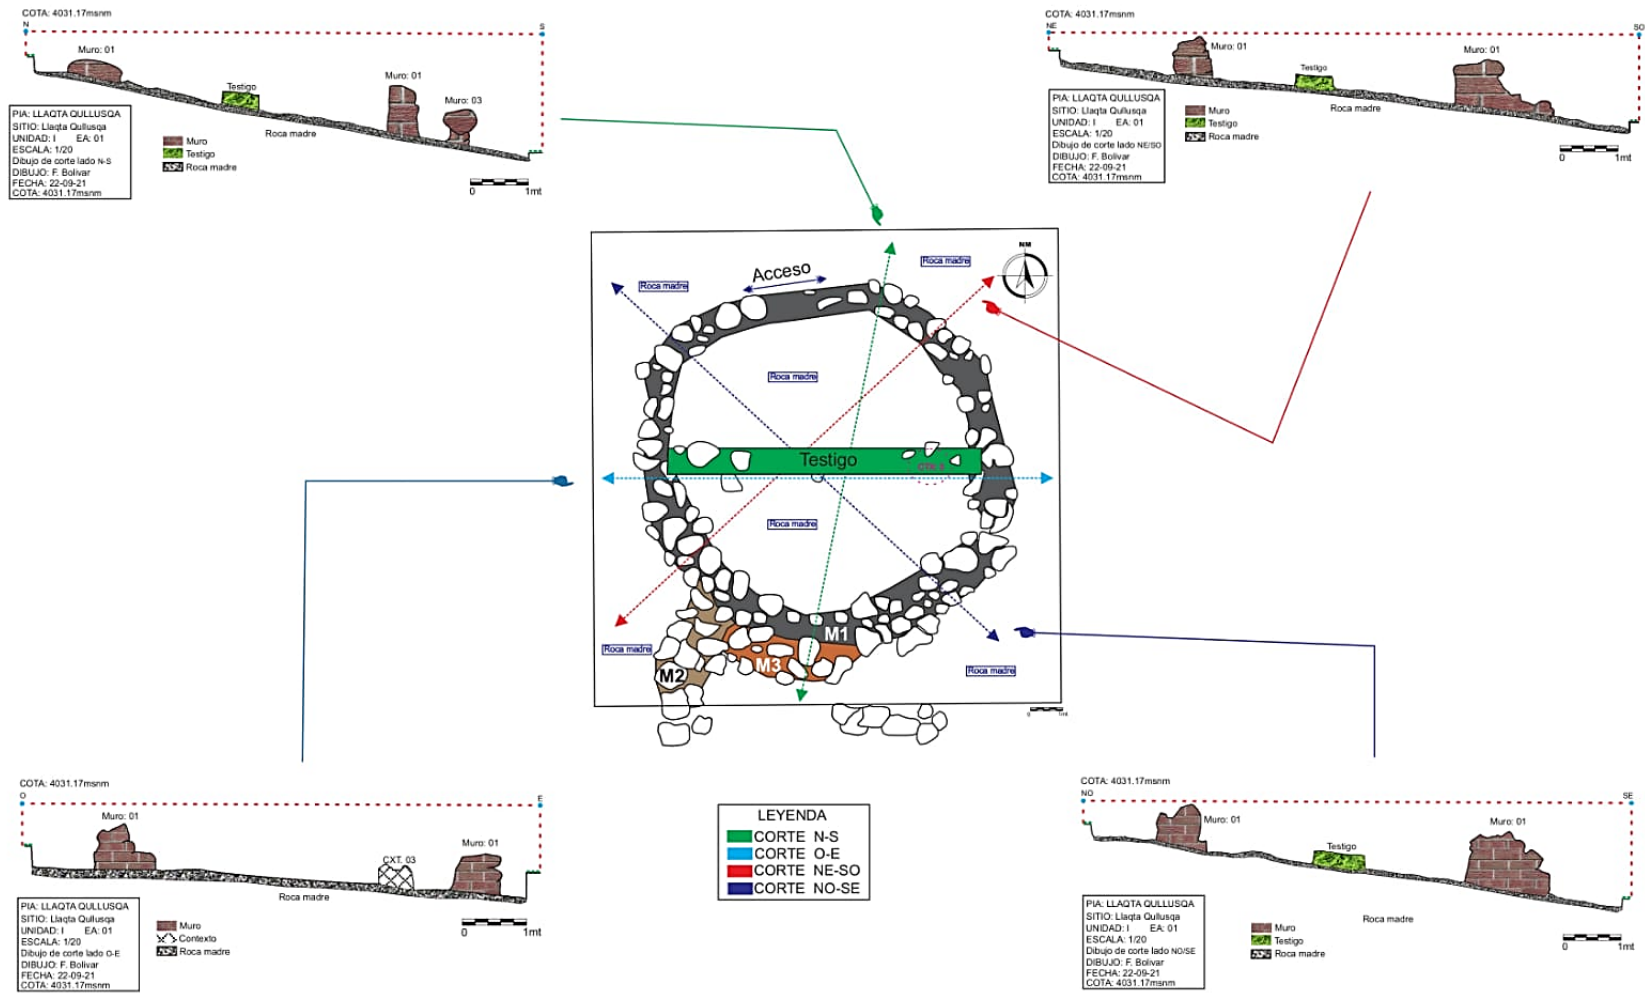 COTA: 4031.17msnm
N
S
Muro: 01
Testigo
Muro: 01
Muro: 03
Roca madre
PIA: LLAQTA QULLUSQA
SITIO: Llaqta Qullusqa
UNIDAD: I EA: 01
ESCALA: 1/20
Dibujo de corte lado N-S
DIBUJO: F. Bolivar
FECHA: 22-09-21
COTA: 4031.17msnm
Muro
Testigo
Roca madre
0 1mt
COTA: 4031.17msnm
NE
SO
Muro: 01
Testigo
Muro: 01
Roca madre
PIA: LLAQTA QULLUSQA
SITIO: Llaqta Qullusqa
UNIDAD: I EA: 01
ESCALA: 1/20
Dibujo de corte lado NE/SO
DIBUJO: F. Bolivar
FECHA: 22-09-21
COTA: 4031.17msnm
Muro
Testigo
Roca madre
0 1mt
NM
Roca madre
Acceso
Roca madre
Roca madre
Testigo
CTX. 3
Roca madre
M1
Roca madre
M3
M2
Roca madre
0 1mt
COTA: 4031.17msnm
O
E
Muro: 01
CXT. 03
Muro: 01
Roca madre
PIA: LLAQTA QULLUSQA
SITIO: Llaqta Qullusqa
UNIDAD: I EA: 01
ESCALA: 1/20
Dibujo de corte lado O-E
DIBUJO: F. Bolivar
FECHA: 22-09-21
COTA: 4031.17msnm
Muro
Contexto
Roca madre
0 1mt
LEYENDA
CORTE N-S
CORTE O-E
CORTE NE-SO
CORTE NO-SE
COTA: 4031.17msnm
NO
SE
Muro: 01
Testigo
Muro: 01
Roca madre
PIA: LLAQTA QULLUSQA
SITIO: Llaqta Qullusqa
UNIDAD: I EA: 01
ESCALA: 1/20
Dibujo de corte lado NO/SE
DIBUJO: F. Bolivar
FECHA: 22-09-21
COTA: 4031.17msnm
Muro
Testigo
Roca madre
0 1mt